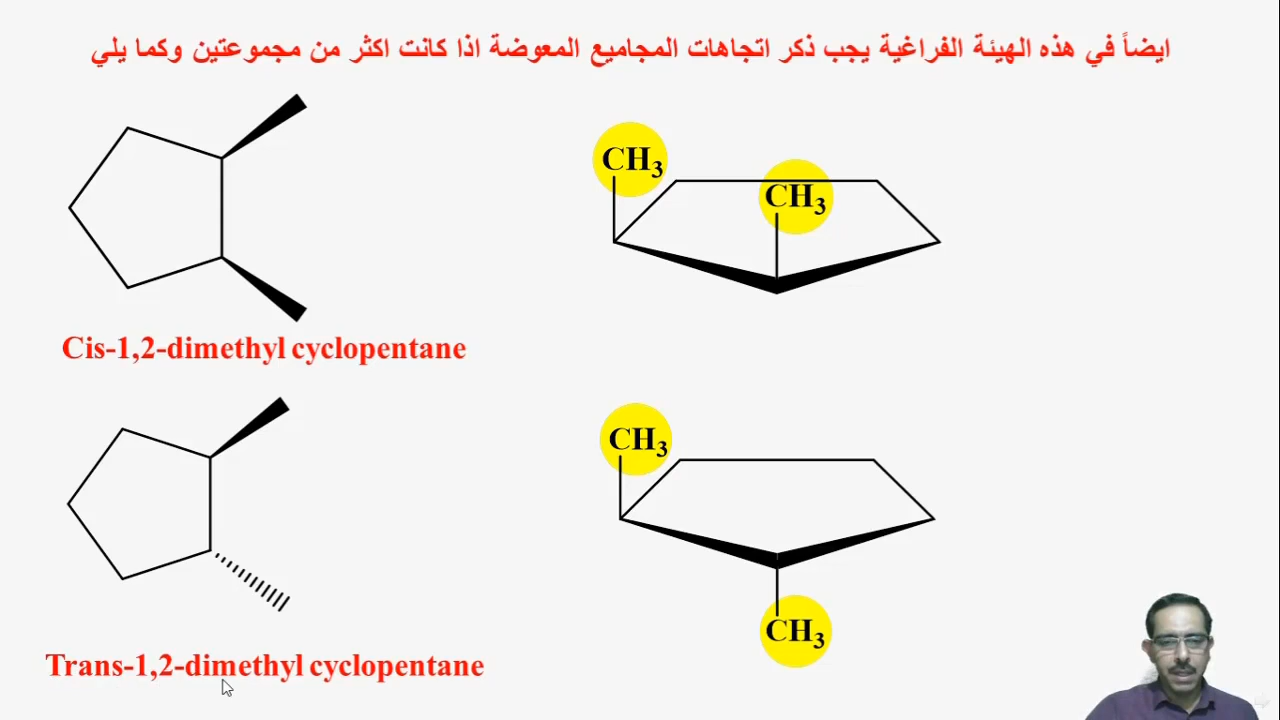 ايضاً في هذه الهيئة الفراغية يجب ذكر اتجاهات المجاميع المعوضة اذا كانت اكثر من مجموعتين وكما يلي
CH3
CH3
Cis-1,2-dimethyl cyclopentane
CH3
CH3
Trans-1,2-dimethyl cyclopentane